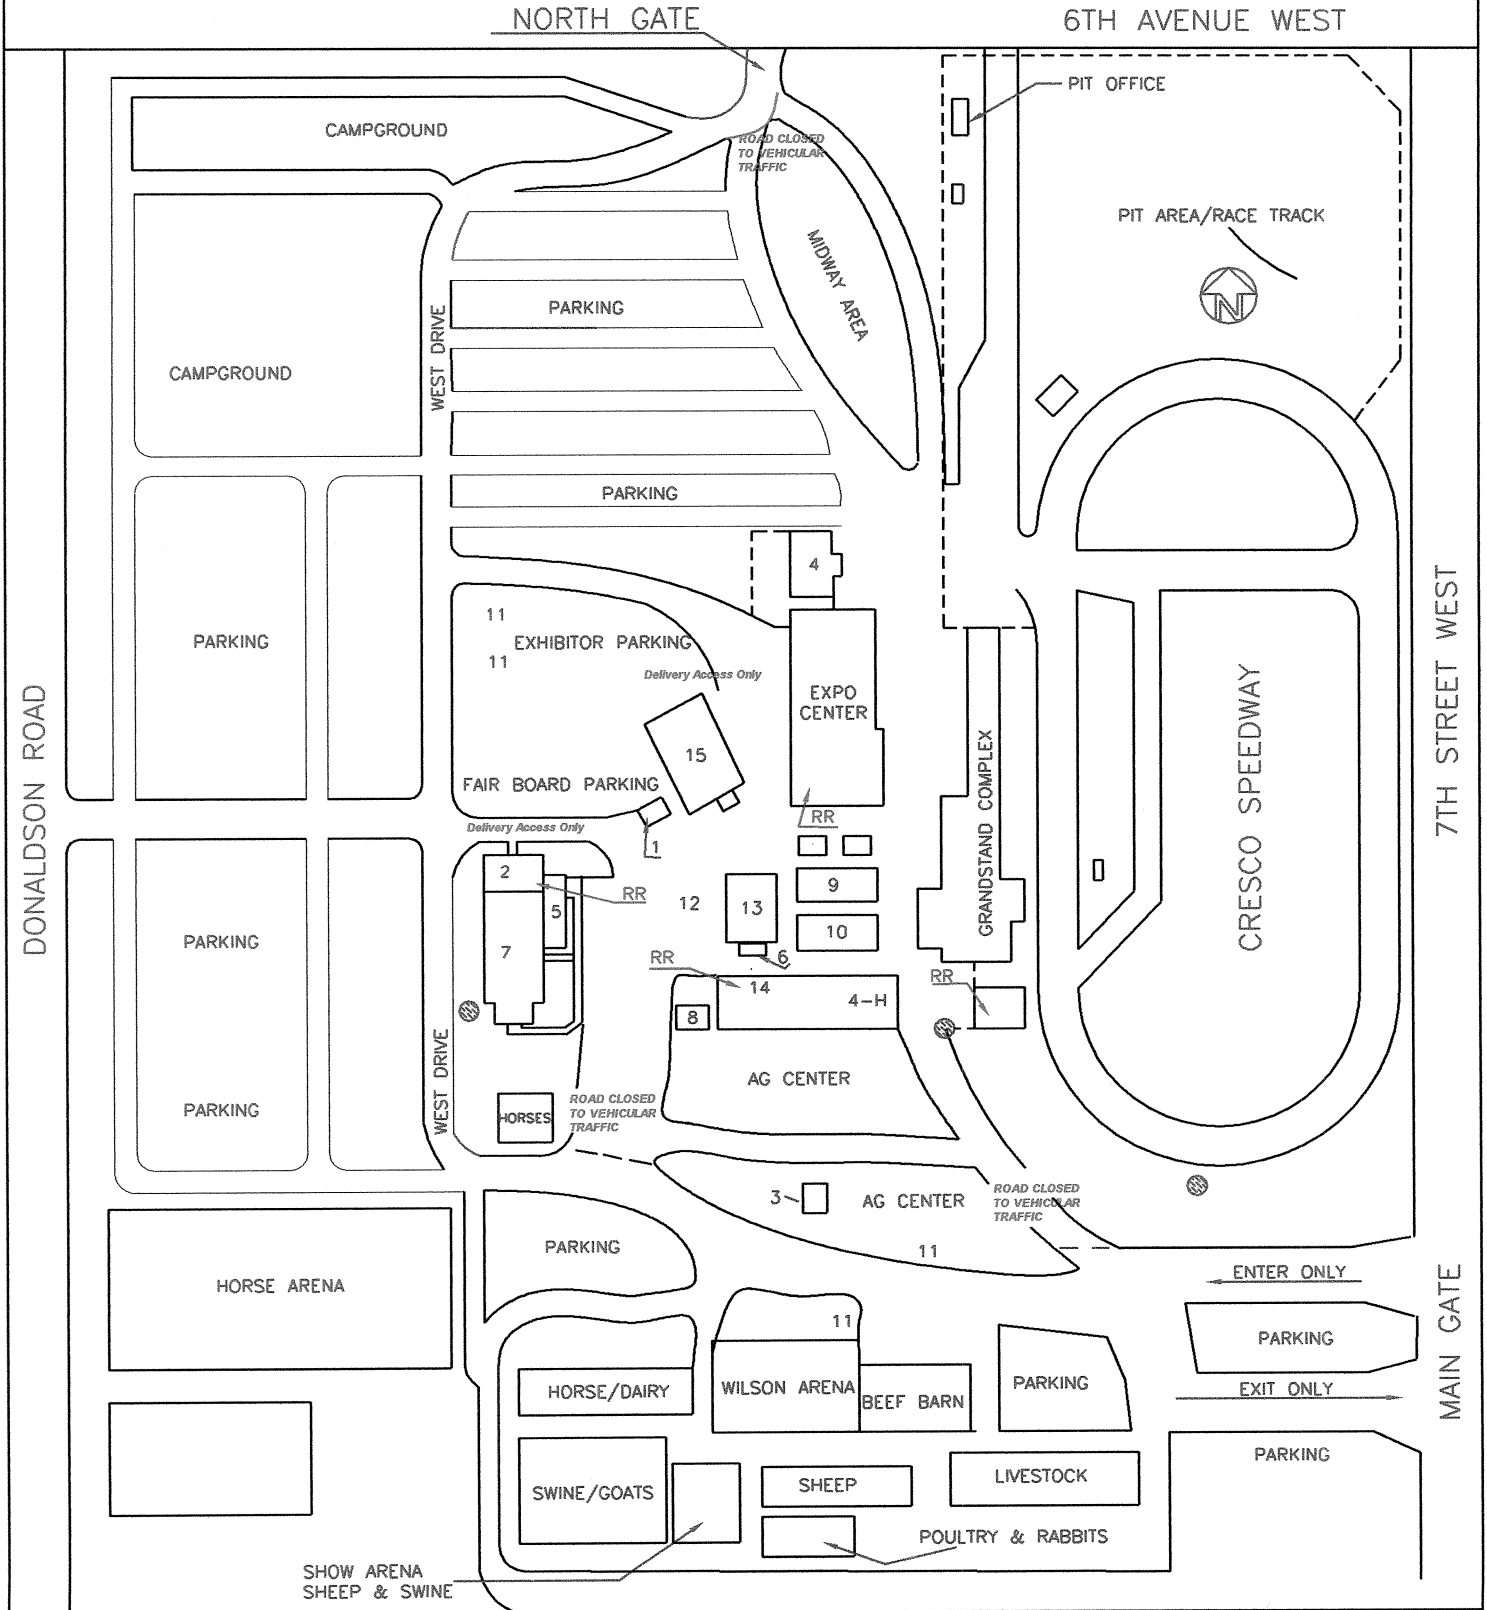 NORTH GATE
6TH AVENUE WEST
PIT OFFICE
CAMPGROUND
ROAD CLOSED
TO VEHICULAR
TRAFFIC
PIT AREA/RACE TRACK
MIDWAY AREA
N
PARKING
WEST DRIVE
CAMPGROUND
PARKING
4
11
EXHIBITOR PARKING
11
PARKING
Delivery Access Only
EXPO
CENTER
15
FAIR BOARD PARKING
RR
Delivery Access Only
1
DONALDSON ROAD
7TH STREET WEST
CRESCO SPEEDWAY
GRANDSTAND COMPLEX
2
RR
5
7
12
13
9
10
6
RR
14
4-H
8
RR
PARKING
AG CENTER
WEST DRIVE
PARKING
HORSES
ROAD CLOSED
TO VEHICULAR
TRAFFIC
3
AG CENTER
ROAD CLOSED
TO VEHICULAR
TRAFFIC
11
PARKING
HORSE ARENA
ENTER ONLY
11
PARKING
MAIN GATE
HORSE/DAIRY
WILSON ARENA
BEEF BARN
PARKING
EXIT ONLY
PARKING
SWINE/GOATS
SHEEP
LIVESTOCK
POULTRY & RABBITS
SHOW ARENA
SHEEP & SWINE